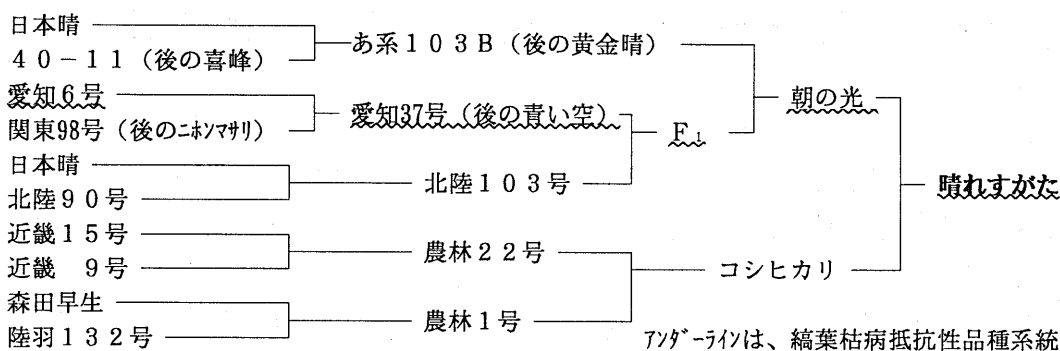 日本晴
40-11（後の喜峰）
あ系103B（後の黄金晴）
愛知6号
関東98号（後のﾆﾎﾝﾏｻﾘ）
愛知37号（後の青い空）
F₁
朝の光
日本晴
北陸90号
北陸103号
晴れすがた
近畿15号
近畿 9号
農林22号
コシヒカリ
森田早生
陸羽132号
農林1号
ｱﾝﾀﾞｰﾗｲﾝは、縞葉枯病抵抗性品種系統